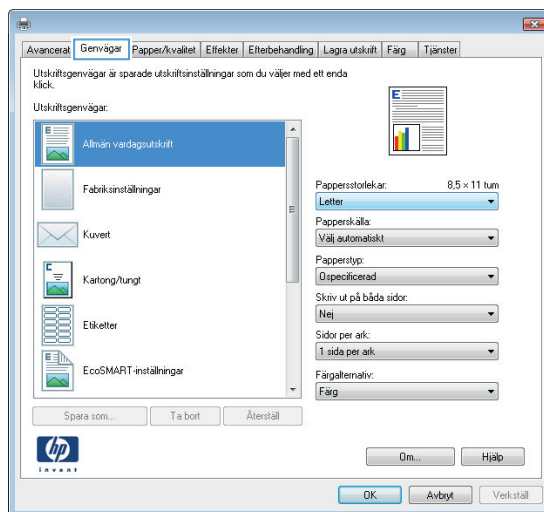 Avancerat Genvägar Papper/kvalitet Effekter Efterbehandling Lagra utskrift Färg Tjänster
Utskriftsgenvägar är sparade utskriftsinställningar som du väljer med ett enda
klick.
Utskriftsgenvägar:
E
Allmän vardagsutskrift
Fabriksinställningar
Kuvert
C
Kartong/tungt
Etiketter
E
EcoSMART-inställningar
Spara som...
Ta bort
Återställ
E
Pappersstorlekar: 8,5 × 11 tum
Letter
Papperskälla:
Välj automatiskt
Papperstyp:
Ospecificerad
Skriv ut på båda sidor:
Nej
Sidor per ark:
1 sida per ark
Färgalternativ:
Färg
hp
invent
Om...
Hjälp
OK
Avbryt
Verkställ